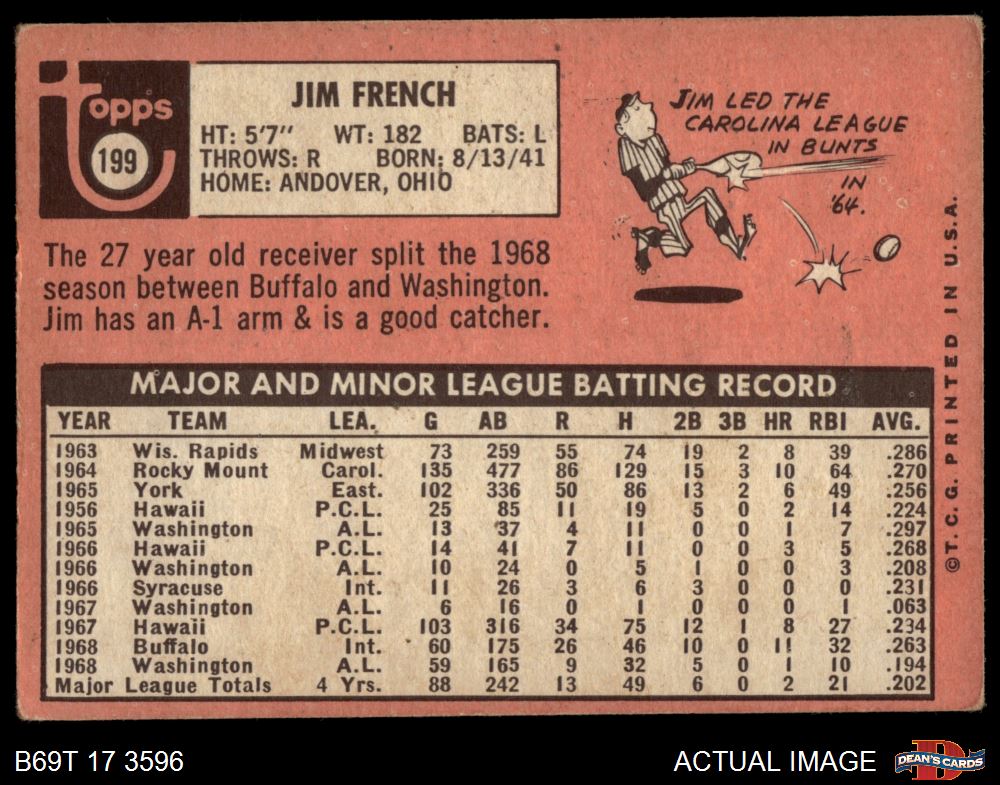 topps
199
JIM FRENCH
HT: 5'7" WT: 182 BATS: L
THROWS: R BORN: 8/13/41
HOME: ANDOVER, OHIO
JIM LED THE
CAROLINA LEAGUE
IN BUNTS
IN
'64.
The 27 year old receiver split the 1968
season between Buffalo and Washington.
Jim has an A-1 arm & is a good catcher.
MAJOR AND MINOR LEAGUE BATTING RECORD
YEAR TEAM LEA. G AB R H 2B 3B HR RBI AVG.
1963 Wis. Rapids Midwest 73 259 55 74 19 2 8 39 .286
1964 Rocky Mount Carol. 135 477 86 129 15 3 10 64 .270
1965 York East. 102 336 50 86 13 2 6 49 .256
1956 Hawaii P.C.L. 25 85 11 19 5 0 2 14 .224
1965 Washington A.L. 13 37 4 11 0 0 1 7 .297
1966 Hawaii P.C.L. 14 41 7 11 0 0 3 5 .268
1966 Washington A.L. 10 24 0 5 1 0 0 3 .208
1966 Syracuse Int. 11 26 3 6 3 0 0 0 .231
1967 Washington A.L. 6 16 0 1 0 0 0 1 .063
1967 Hawaii P.C.L. 103 316 34 75 12 1 8 27 .234
1968 Buffalo Int. 60 175 26 46 10 0 11 32 .263
1968 Washington A.L. 59 165 9 32 5 0 1 10 .194
Major League Totals 4 Yrs. 88 242 13 49 6 0 2 21 .202
©T.C.G. PRINTED IN U.S.A.
B69T 17 3596
ACTUAL IMAGE
D
DEAN'S CARDS